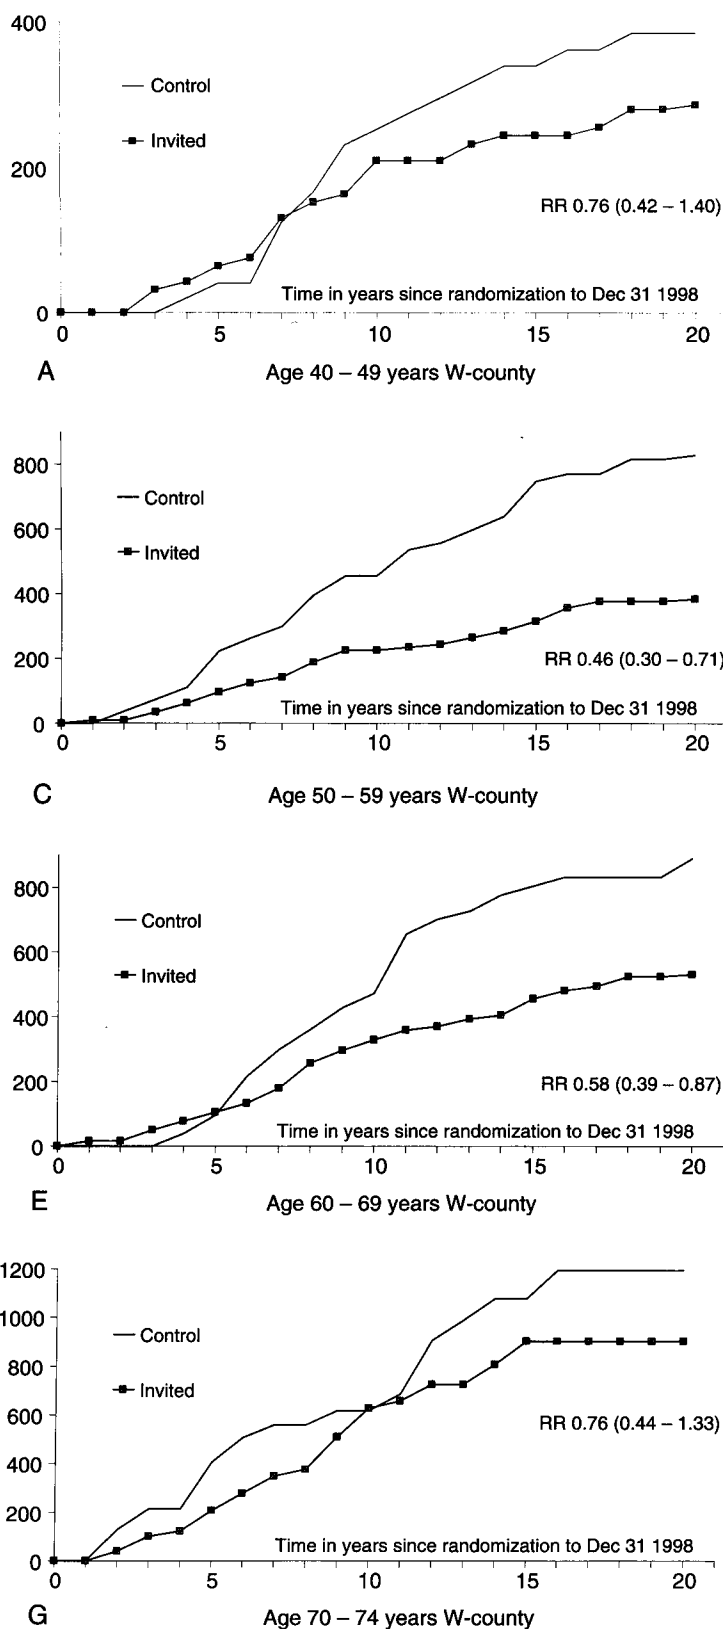 400
Control
Invited
200
RR 0.76 (0.42 – 1.40)
Time in years since randomization to Dec 31 1998
0
0 5 10 15 20
A Age 40 – 49 years W-county
800
Control
600
Invited
400
200
RR 0.46 (0.30 – 0.71)
Time in years since randomization to Dec 31 1998
0
0 5 10 15 20
C Age 50 – 59 years W-county
800
Control
600
Invited
400
200
RR 0.58 (0.39 – 0.87)
Time in years since randomization to Dec 31 1998
0
0 5 10 15 20
E Age 60 – 69 years W-county
1200
1000
Control
800
Invited
600
RR 0.76 (0.44 – 1.33)
400
200
Time in years since randomization to Dec 31 1998
0
0 5 10 15 20
G Age 70 – 74 years W-county